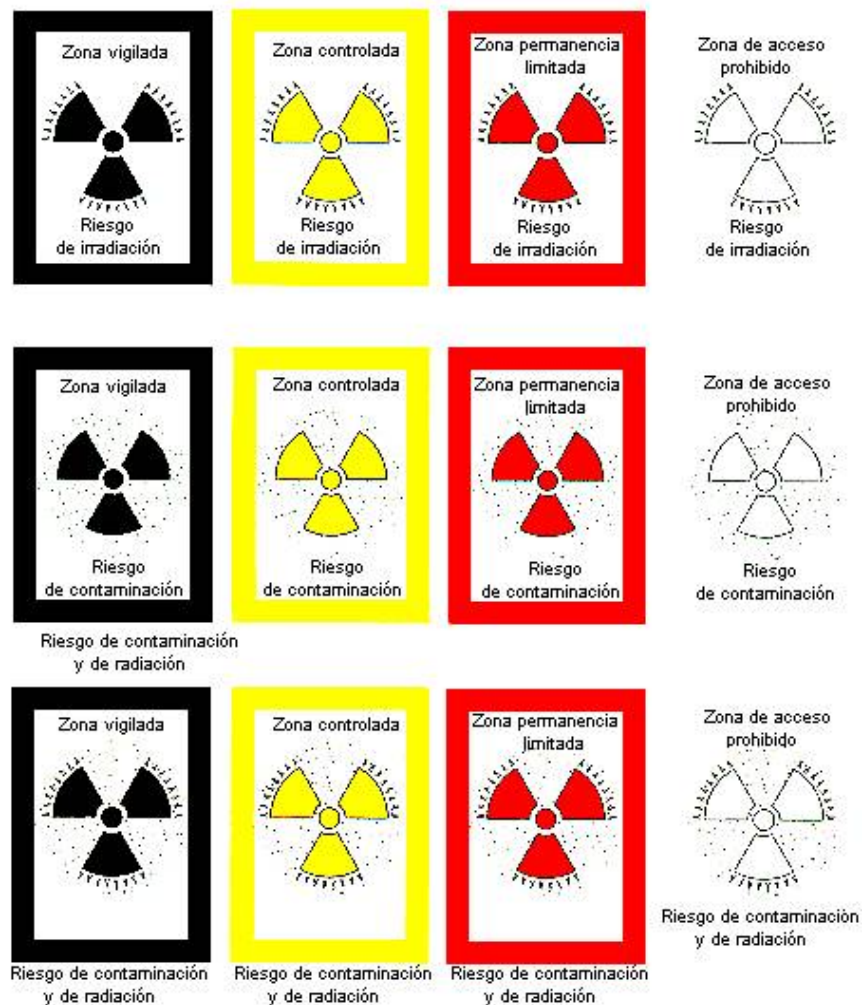 Zona vigilada
Riesgo
de irradiación
Zona controlada
Riesgo
de irradiación
Zona permanencia
limitada
Riesgo
de irradiación
Zona de acceso
prohibido
Riesgo
de irradiación
Zona vigilada
Riesgo
de contaminación
Zona controlada
Riesgo
de contaminación
Zona permanencia
limitada
Riesgo
de contaminación
Zona de acceso
prohibido
Riesgo
de contaminación
Riesgo de contaminación
y de radiación
Zona vigilada
Riesgo de contaminación
y de radiación
Zona controlada
Riesgo de contaminación
y de radiación
Zona permanencia
limitada
Riesgo de contaminación
y de radiación
Zona de acceso
prohibido
Riesgo de contaminación
y de radiación